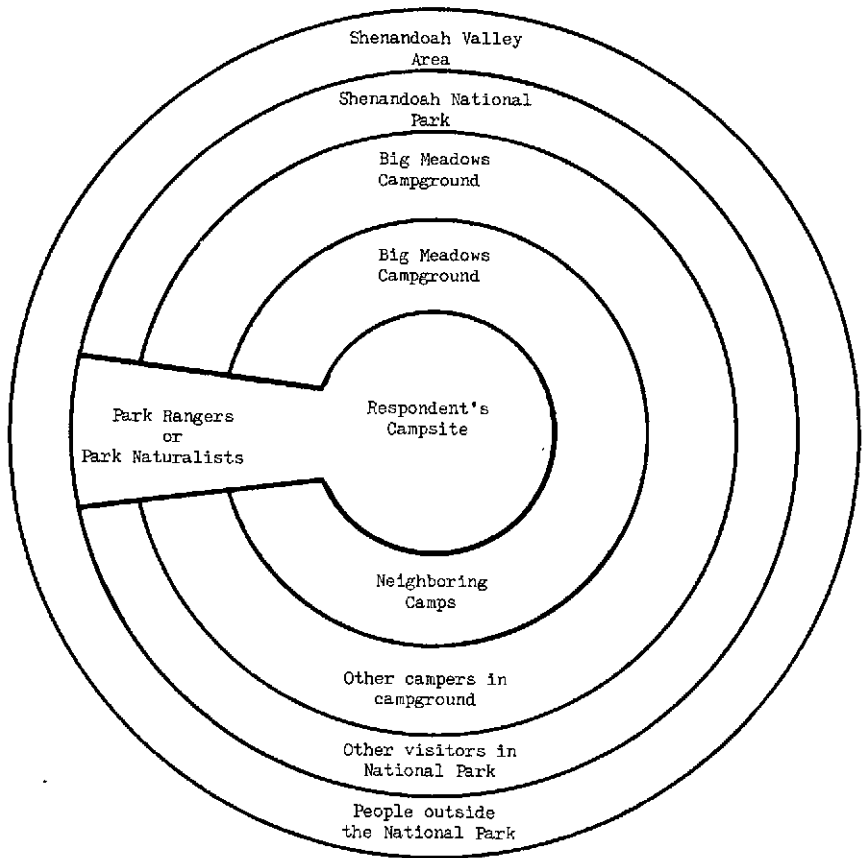 Shenandoah Valley
Area
Shenandoah National
Park
Big Meadows
Campground
Big Meadows
Campground
Respondent's
Campsite
Park Rangers
or
Park Naturalists
Neighboring
Camps
Other campers in
campground
Other visitors in
National Park
People outside
the National Park